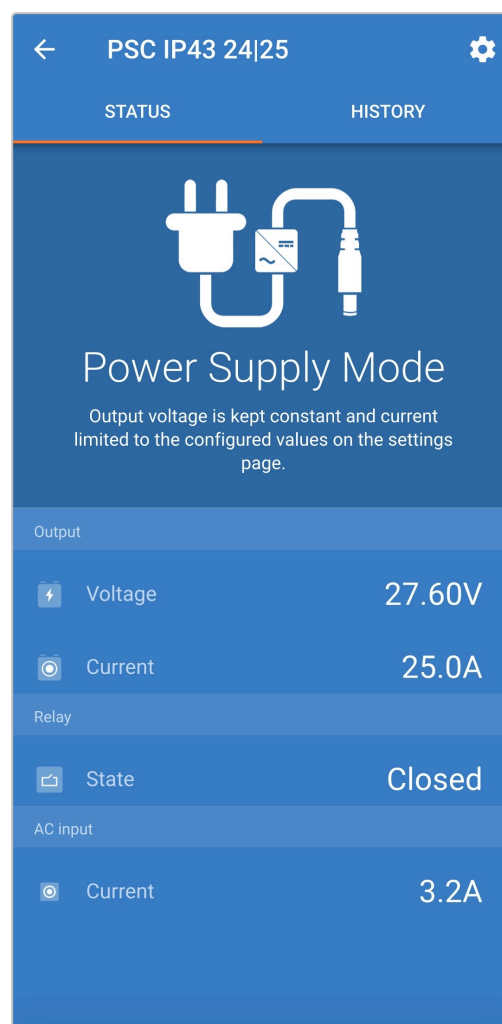 PSC IP43 24|25
STATUS
HISTORY
Power Supply Mode
Output voltage is kept constant and current
limited to the configured values on the settings
page.
Output
Voltage
27.60V
Current
25.0A
Relay
State
Closed
AC input
Current
3.2A